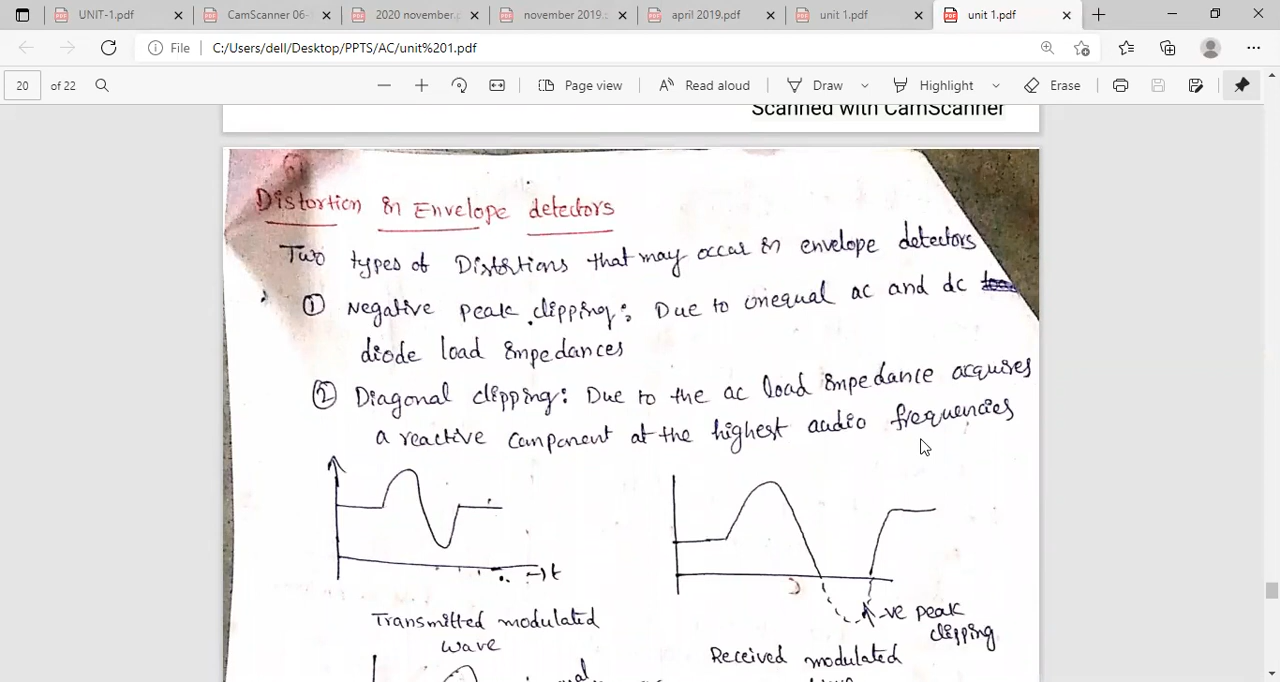 UNIT-1.pdf
CamScanner 06-
2020 november.p
november 2019.
april 2019.pdf
unit 1.pdf
unit 1.pdf
File C:/Users/dell/Desktop/PPTS/AC/unit%201.pdf
20 of 22
Page view
Read aloud
Draw
Highlight
Erase
Scanned with CamScanner
Distortion in Envelope detectors
Two types of Distortions that may occur in envelope detectors
① Negative peak clipping: Due to unequal ac and dc
diode load impedances
② Diagonal clipping: Due to the ac load impedance acquires
a reactive component at the highest audio frequencies
→t
-ve peak
clipping
Transmitted modulated
wave
Received modulated